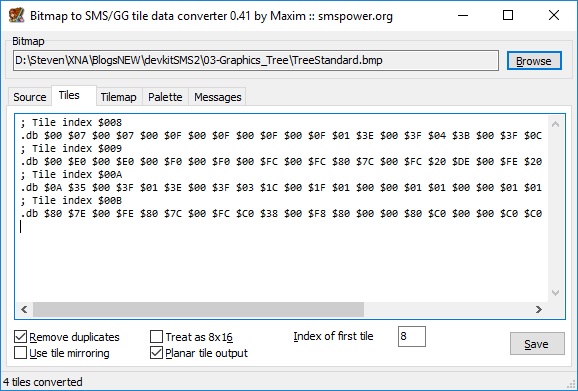 Bitmap to SMS/GG tile data converter 0.41 by Maxim :: smspower.org
Bitmap
D:\Steven\XNA\BlogsNEW\devkitSMS2\03-Graphics_Tree\TreeStandard.bmp
Browse
Source Tiles Tilemap Palette Messages
; Tile index $008
.db $00 $07 $00 $07 $00 $0F $00 $0F $00 $0F $00 $0F $01 $3E $00 $3F $04 $3B $00 $3F $0C
; Tile index $009
.db $00 $E0 $00 $E0 $00 $F0 $00 $F0 $00 $FC $00 $FC $80 $7C $00 $FC $20 $DE $00 $FE $20
; Tile index $00A
.db $0A $35 $00 $3F $01 $3E $00 $3F $03 $1C $00 $1F $01 $00 $00 $01 $01 $00 $00 $01 $01
; Tile index $00B
.db $80 $7E $00 $FE $80 $7C $00 $FC $C0 $38 $00 $F8 $80 $00 $00 $80 $C0 $00 $00 $C0 $C0
Remove duplicates Treat as 8x16 Index of first tile 8
Use tile mirroring Planar tile output Save
4 tiles converted